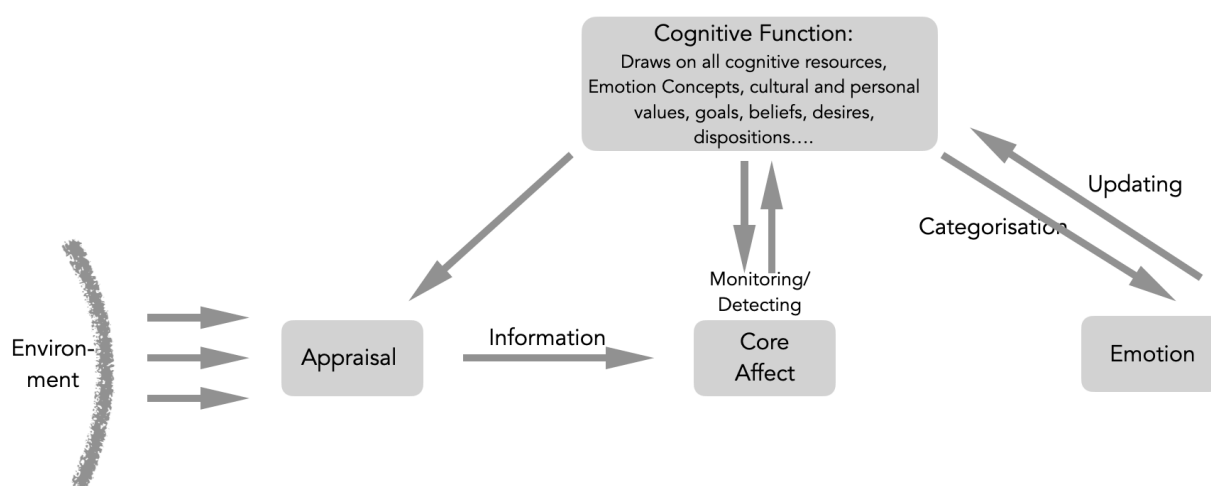 Cognitive Function:
Draws on all cognitive resources,
Emotion Concepts, cultural and personal
values, goals, beliefs, desires,
dispositions....
Updating
Categorisation
Monitoring/
Detecting
Environ-
ment
Appraisal
Information
Core
Affect
Emotion